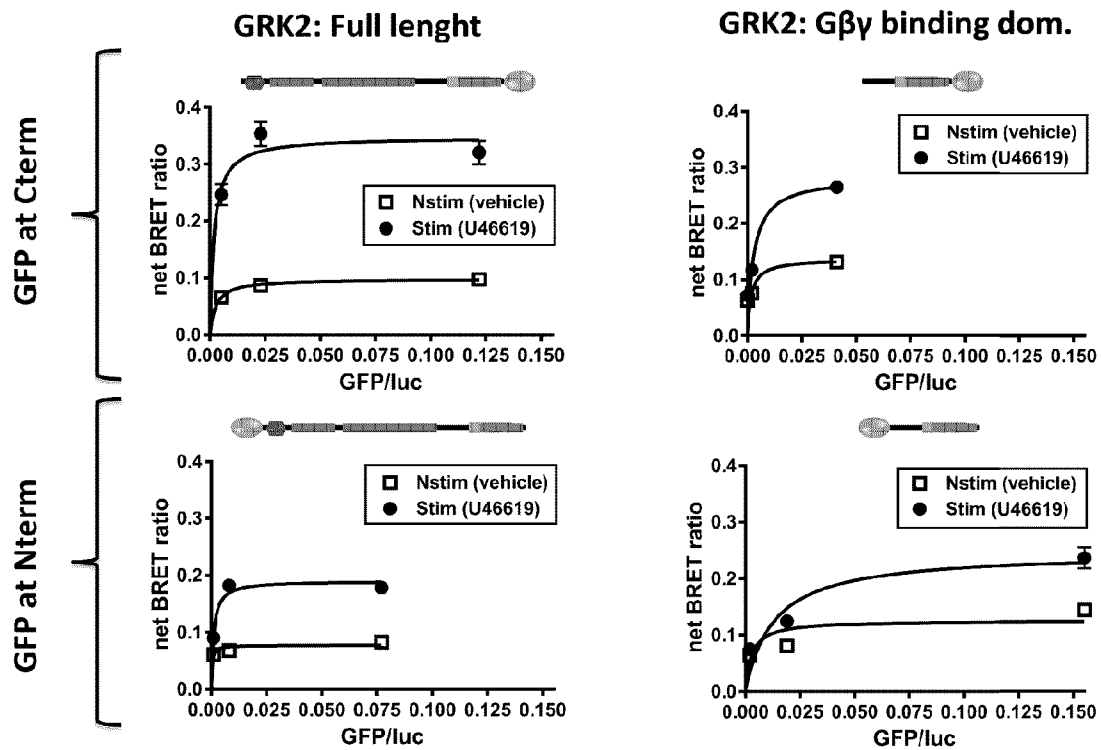 GRK2: Full lenght
GRK2: Gβγ binding dom.
GFP at Cterm
net BRET ratio
0.4
0.3
0.2
0.1
0.0
Nstim (vehicle)
Stim (U46619)
0.000 0.025 0.050 0.075 0.100 0.125 0.150
GFP/luc
net BRET ratio
0.4
0.3
0.2
0.1
0.0
Nstim (vehicle)
Stim (U46619)
0.000 0.025 0.050 0.075 0.100 0.125 0.150
GFP/luc
GFP at Nterm
net BRET ratio
0.4
0.3
0.2
0.1
0.0
Nstim (vehicle)
Stim (U46619)
0.000 0.025 0.050 0.075 0.100 0.125 0.150
GFP/luc
net BRET ratio
0.4
0.3
0.2
0.1
0.0
Nstim (vehicle)
Stim (U46619)
0.000 0.025 0.050 0.075 0.100 0.125 0.150
GFP/luc